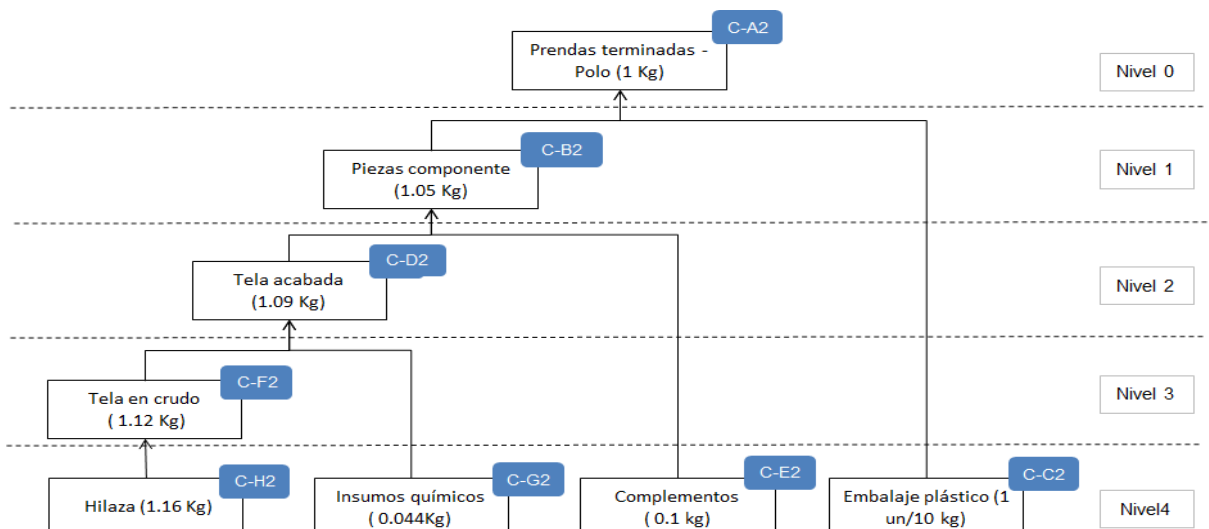 C-A2
Prendas terminadas -
Polo (1 Kg)
Nivel 0
C-B2
Piezas componente
(1.05 Kg)
Nivel 1
C-D2
Tela acabada
(1.09 Kg)
Nivel 2
C-F2
Tela en crudo
( 1.12 Kg)
Nivel 3
C-H2
Hilaza (1.16 Kg)
C-G2
Insumos químicos
( 0.044Kg)
C-E2
Complementos
( 0.1 kg)
C-C2
Embalaje plástico (1
un/10 kg)
Nivel4